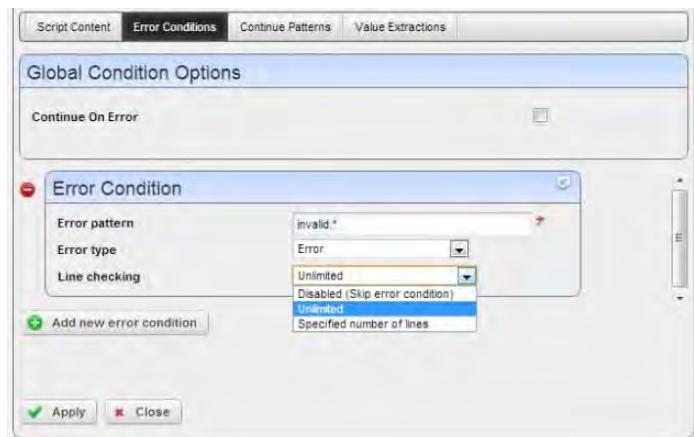 Script Content Error Conditions Continue Patterns Value Extractions
Global Condition Options
Continue On Error
Error Condition
Error pattern invalid.*
Error type Error
Line checking Unlimited
Disabled (Skip error condition)
Unlimited
Specified number of lines
Add new error condition
Apply Close